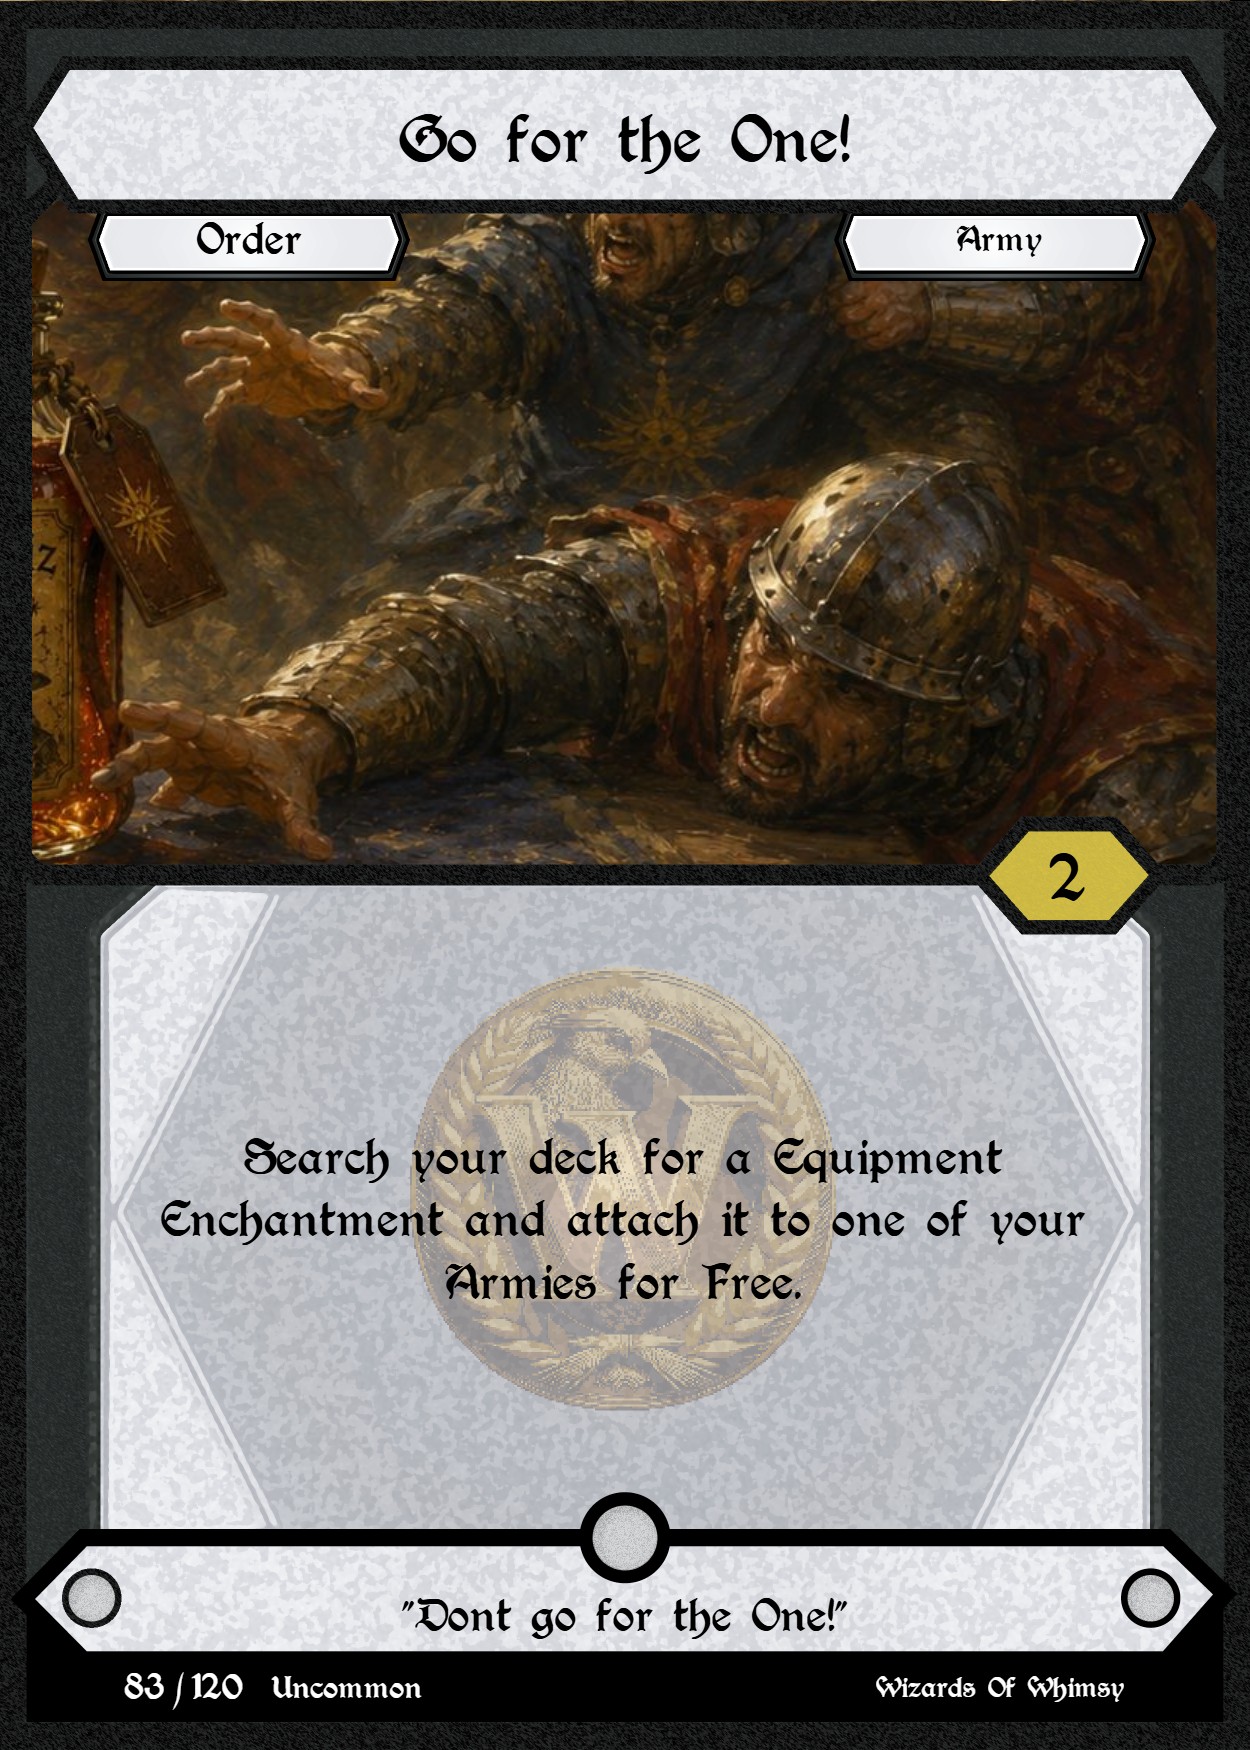 Go for the One!
Order
Army
Z
2
W
Search your deck for a Equipment
Enchantment and attach it to one of your
Armies for Free.
"Dont go for the One!"
83 / 120 Uncommon
Wizards Of Whimsy